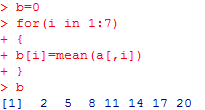 > b=0
> for(i in 1:7)
+ {
+ b[i]=mean(a[,i])
+ }
> b
[1]  2  5  8 11 14 17 20